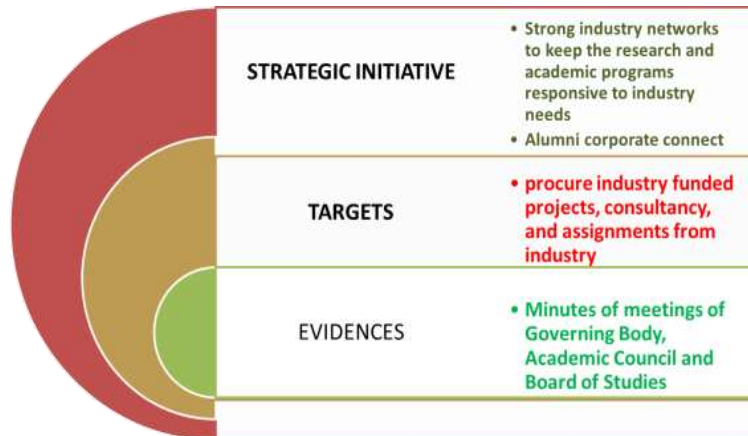 STRATEGIC INITIATIVE
• Strong industry networks
to keep the research and
academic programs
responsive to industry
needs
• Alumni corporate connect
TARGETS
• procure industry funded
projects, consultancy,
and assignments from
industry
EVIDENCES
• Minutes of meetings of
Governing Body,
Academic Council and
Board of Studies